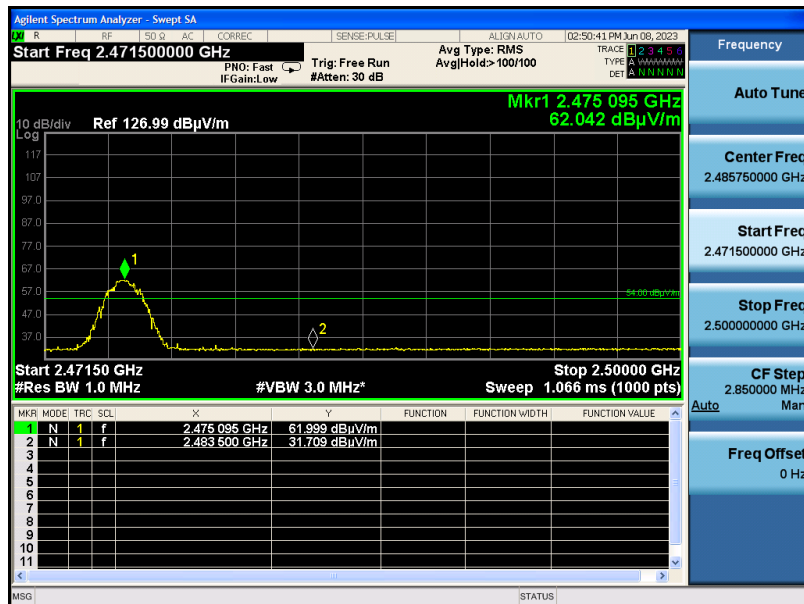 Agilent Spectrum Analyzer - Swept SA
LXI R RF 50 Ω AC CORREC SENSE:PULSE ALIGN AUTO 02:50:41 PM Jun 08, 2023
Start Freq 2.471500000 GHz
Avg Type: RMS
TRACE 1 2 3 4 5 6
PNO: Fast
Trig: Free Run
Avg|Hold:>100/100
TYPE A WWWWW
IFGain:Low
#Atten: 30 dB
DET A N N N N N
Mkr1 2.475 095 GHz
62.042 dBµV/m
10 dB/div Ref 126.99 dBµV/m
Log
117
107
97.0
87.0
77.0
67.0
57.0
47.0
37.0
1
2
54.00 dBµV/m
Start 2.47150 GHz Stop 2.50000 GHz
#Res BW 1.0 MHz #VBW 3.0 MHz* Sweep 1.066 ms (1000 pts)
MKR MODE TRC SCL X Y FUNCTION FUNCTION WIDTH FUNCTION VALUE
1 N 1 f 2.475 095 GHz 61.999 dBµV/m
2 N 1 f 2.483 500 GHz 31.709 dBµV/m
3
4
5
6
7
8
9
10
11
MSG STATUS
Frequency
Auto Tune
Center Freq
2.485750000 GHz
Start Freq
2.471500000 GHz
Stop Freq
2.500000000 GHz
CF Step
2.850000 MHz
Auto Man
Freq Offset
0 Hz